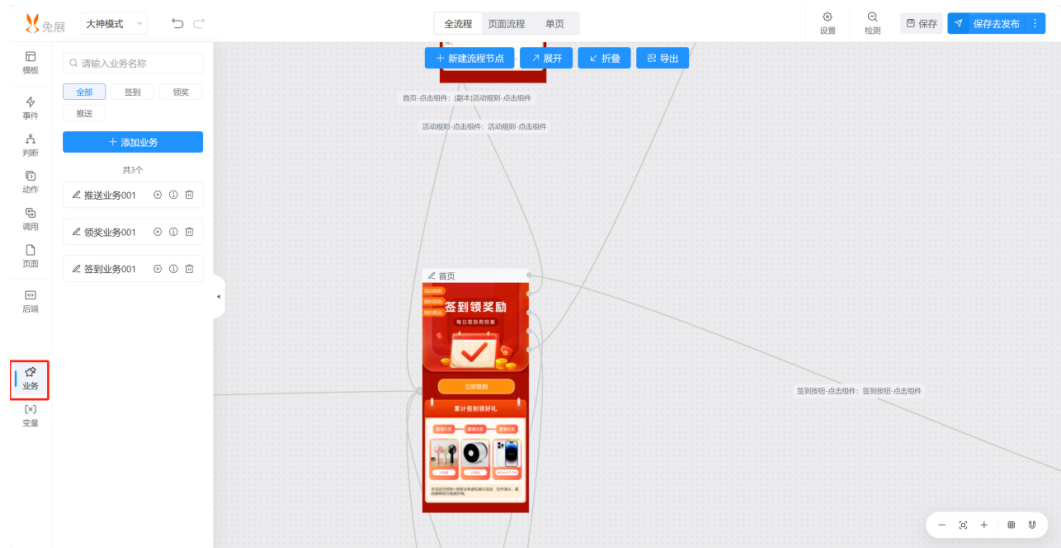 兔展
大神模式
全流程 页面流程 单页
设置
检测
保存
保存去发布
模板
事件
判断
动作
调用
页面
后端
业务
变量
请输入业务名称
全部 签到 领奖
推送
+ 添加业务
共3个
推送业务001
领奖业务001
签到业务001
+ 新建流程节点
展开
折叠
导出
首页-点击组件: [副本]活动规则-点击组件
活动规则-点击组件: 活动规则-点击组件
首页
签到领奖励
每日签到有好喜
立即签到
累计签到领好礼
签到按钮-点击组件: 签到按钮-点击组件